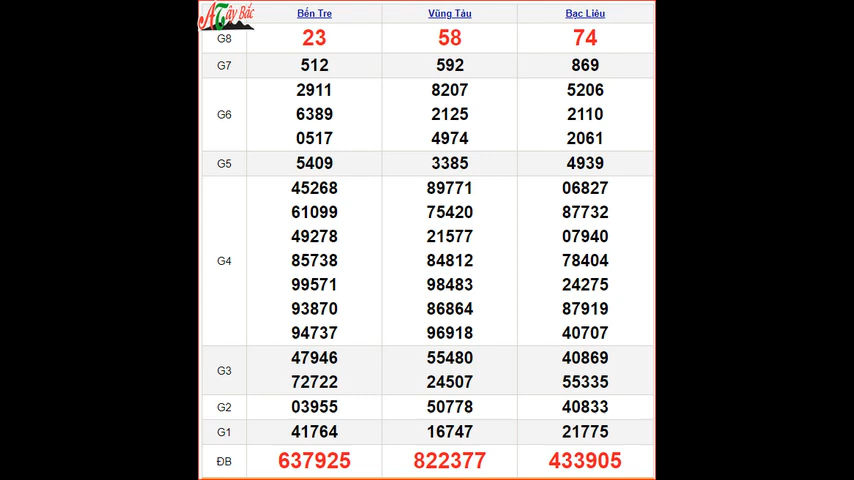 ATây Bắc
Bến Tre Vũng Tàu Bạc Liêu
G8 23 58 74
G7 512 592 869
2911 8207 5206
G6 6389 2125 2110
0517 4974 2061
G5 5409 3385 4939
45268 89771 06827
61099 75420 87732
49278 21577 07940
G4 85738 84812 78404
99571 98483 24275
93870 86864 87919
94737 96918 40707
G3 47946 55480 40869
72722 24507 55335
G2 03955 50778 40833
G1 41764 16747 21775
ĐB 637925 822377 433905